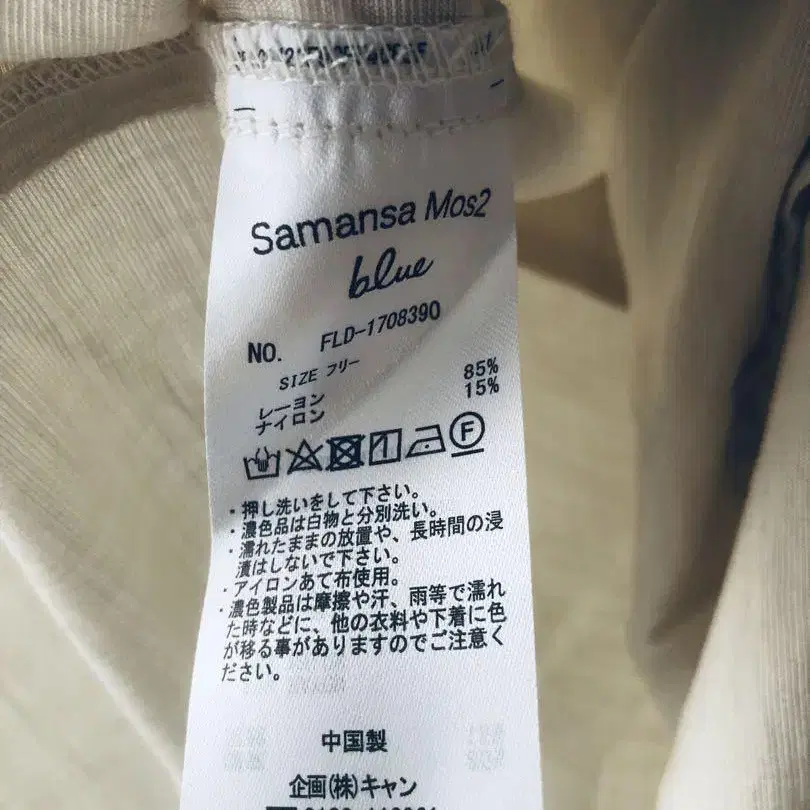 Samansa Mos2
blue
NO. FLD-1708390
SIZE フリー
レーヨン 85%
ナイロン 15%
F
・押し洗いをして下さい。
・濃色品は白物と分別洗い。
・濡れたままの放置や、長時間の浸
漬はしないで下さい。
・アイロンあて布使用。
・濃色製品は摩擦や汗、雨等で濡れ
た時などに、他の衣料や下着に色
が移る事がありますのでご注意く
ださい。
中国製
企画(株)キャン